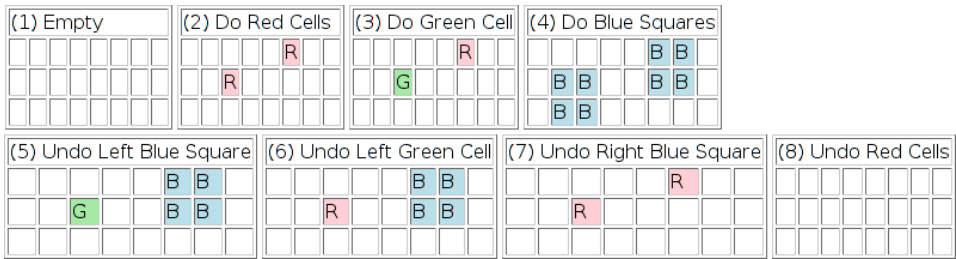 (1) Empty
(2) Do Red Cells
R
R
(3) Do Green Cell
R
G
(4) Do Blue Squares
B B
B B B B
B B
(5) Undo Left Blue Square
B B
G B B
(6) Undo Left Green Cell
B B
R B B
(7) Undo Right Blue Square
R
R
(8) Undo Red Cells